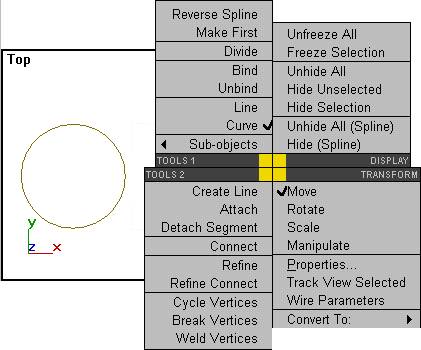 Reverse Spline
Make First
Divide
Bind
Unbind
Line
Curve
Sub-objects
TOOLS 1
Unfreeze All
Freeze Selection
Unhide All
Hide Unselected
Hide Selection
Unhide All (Spline)
Hide (Spline)
DISPLAY
Top
y
z
x
TOOLS 2
Create Line
Attach
Detach Segment
Connect
Refine
Refine Connect
Cycle Vertices
Break Vertices
Weld Vertices
TRANSFORM
Move
Rotate
Scale
Manipulate
Properties...
Track View Selected
Wire Parameters
Convert To: